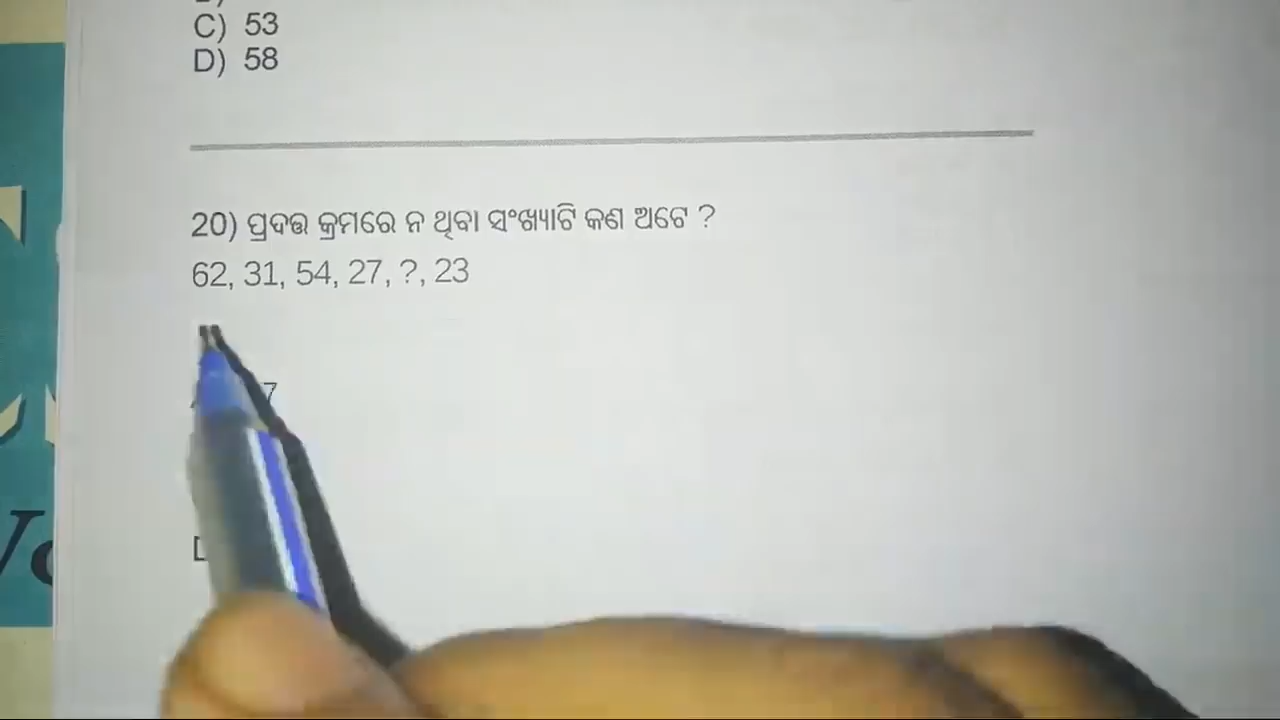 C) 53
D) 58
20) ପ୍ରଦତ୍ତ କ୍ରମରେ ନ ଥିବା ସଂଖ୍ୟାଟି କଣ ଅଟେ ?
62, 31, 54, 27, ?, 23